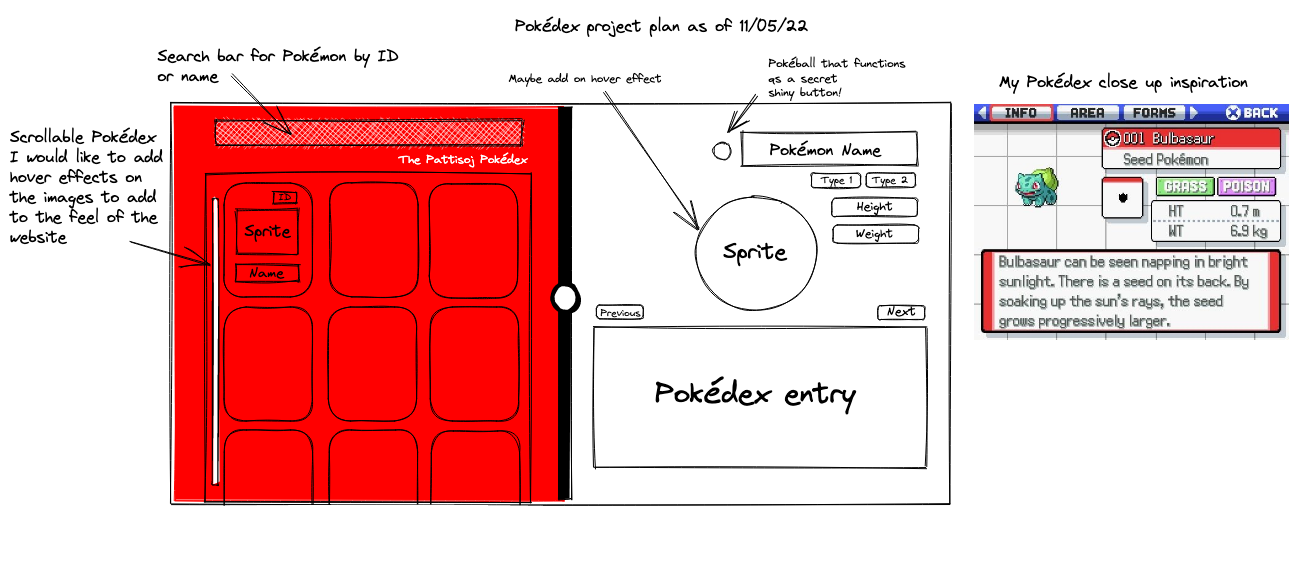 Pokédex project plan as of 11/05/22
Search bar for Pokémon by ID
or name
Maybe add on hover effect
Pokéball that functions
as a secret
shiny button!
My Pokédex close up inspiration
Scrollable Pokédex
I would like to add
hover effects on
the images to add
to the feel of the
website
The Pattisoj Pokédex
ID
Sprite
Name
Pokémon Name
Type 1
Type 2
Height
Weight
Sprite
Previous
Next
Pokédex entry
INFO
AREA
FORMS
BACK
001 Bulbasaur
Seed Pokémon
GRASS
POISON
HT 0.7 m
WT 6.9 kg
Bulbasaur can be seen napping in bright
sunlight. There is a seed on its back. By
soaking up the sun's rays, the seed
grows progressively larger.